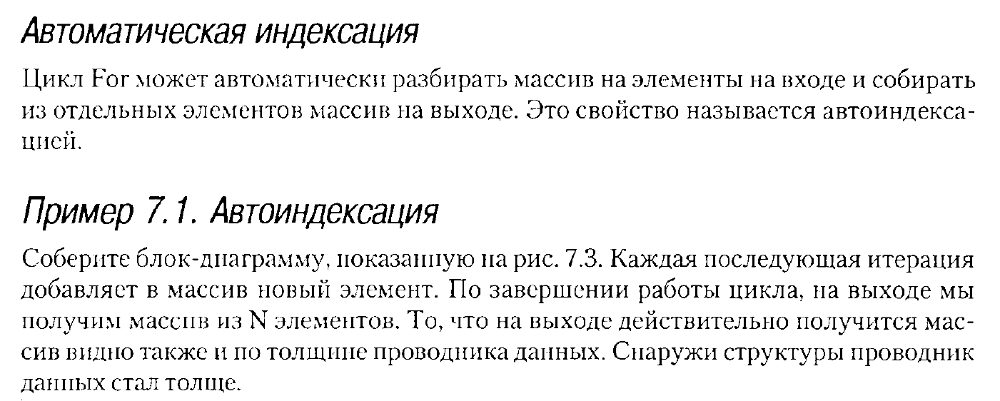 Автоматическая индексация
Цикл For может автоматически разбирать массив на элементы на входе и собирать
из отдельных элементов массив на выходе. Это свойство называется автоиндекса-
цией.
Пример 7.1. Автоиндексация
Соберите блок-диаграмму, показанную на рис. 7.3. Каждая последующая итерация
добавляет в массив новый элемент. По завершении работы цикла, на выходе мы
получим массив из N элементов. То, что на выходе действительно получится мас-
сив видно также и по толщине проводника данных. Снаружи структуры проводник
данных стал толще.